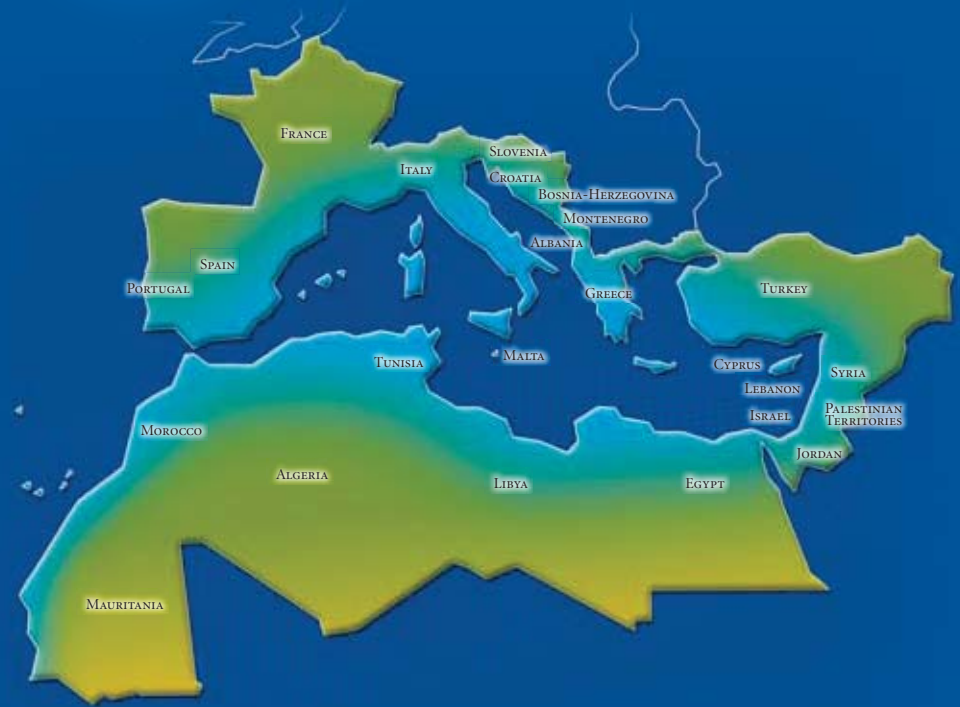 France
Slovenia
Italy
Croatia
Bosnia-Herzegovina
Montenegro
Albania
Spain
Portugal
Greece
Turkey
Tunisia
Malta
Cyprus
Syria
Lebanon
Israel
Palestinian
Territories
Morocco
Jordan
Algeria
Libya
Egypt
Mauritania